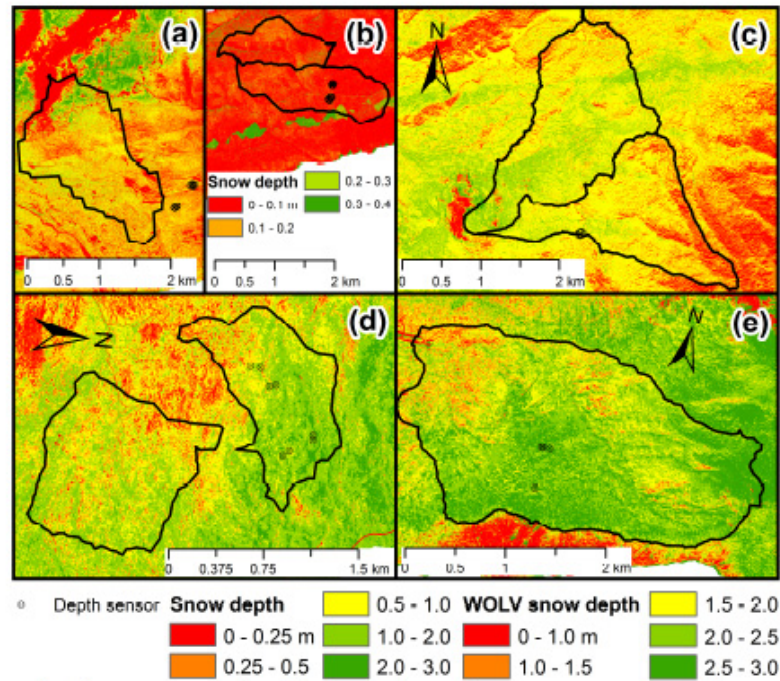 (a)
(b)
(c)
N
Snow depth
0 - 0.1 m
0.1 - 0.2
0.2 - 0.3
0.3 - 0.4
0 0.5 1 2 km
0 0.5 1 2 km
0 0.5 1 2 km
(d)
N
(e)
N
0 0.375 0.75 1.5 km
0 0.5 1 2 km
Depth sensor
Snow depth
0 - 0.25 m
0.25 - 0.5
0.5 - 1.0
1.0 - 2.0
2.0 - 3.0
WOLV snow depth
0 - 1.0 m
1.0 - 1.5
1.5 - 2.0
2.0 - 2.5
2.5 - 3.0